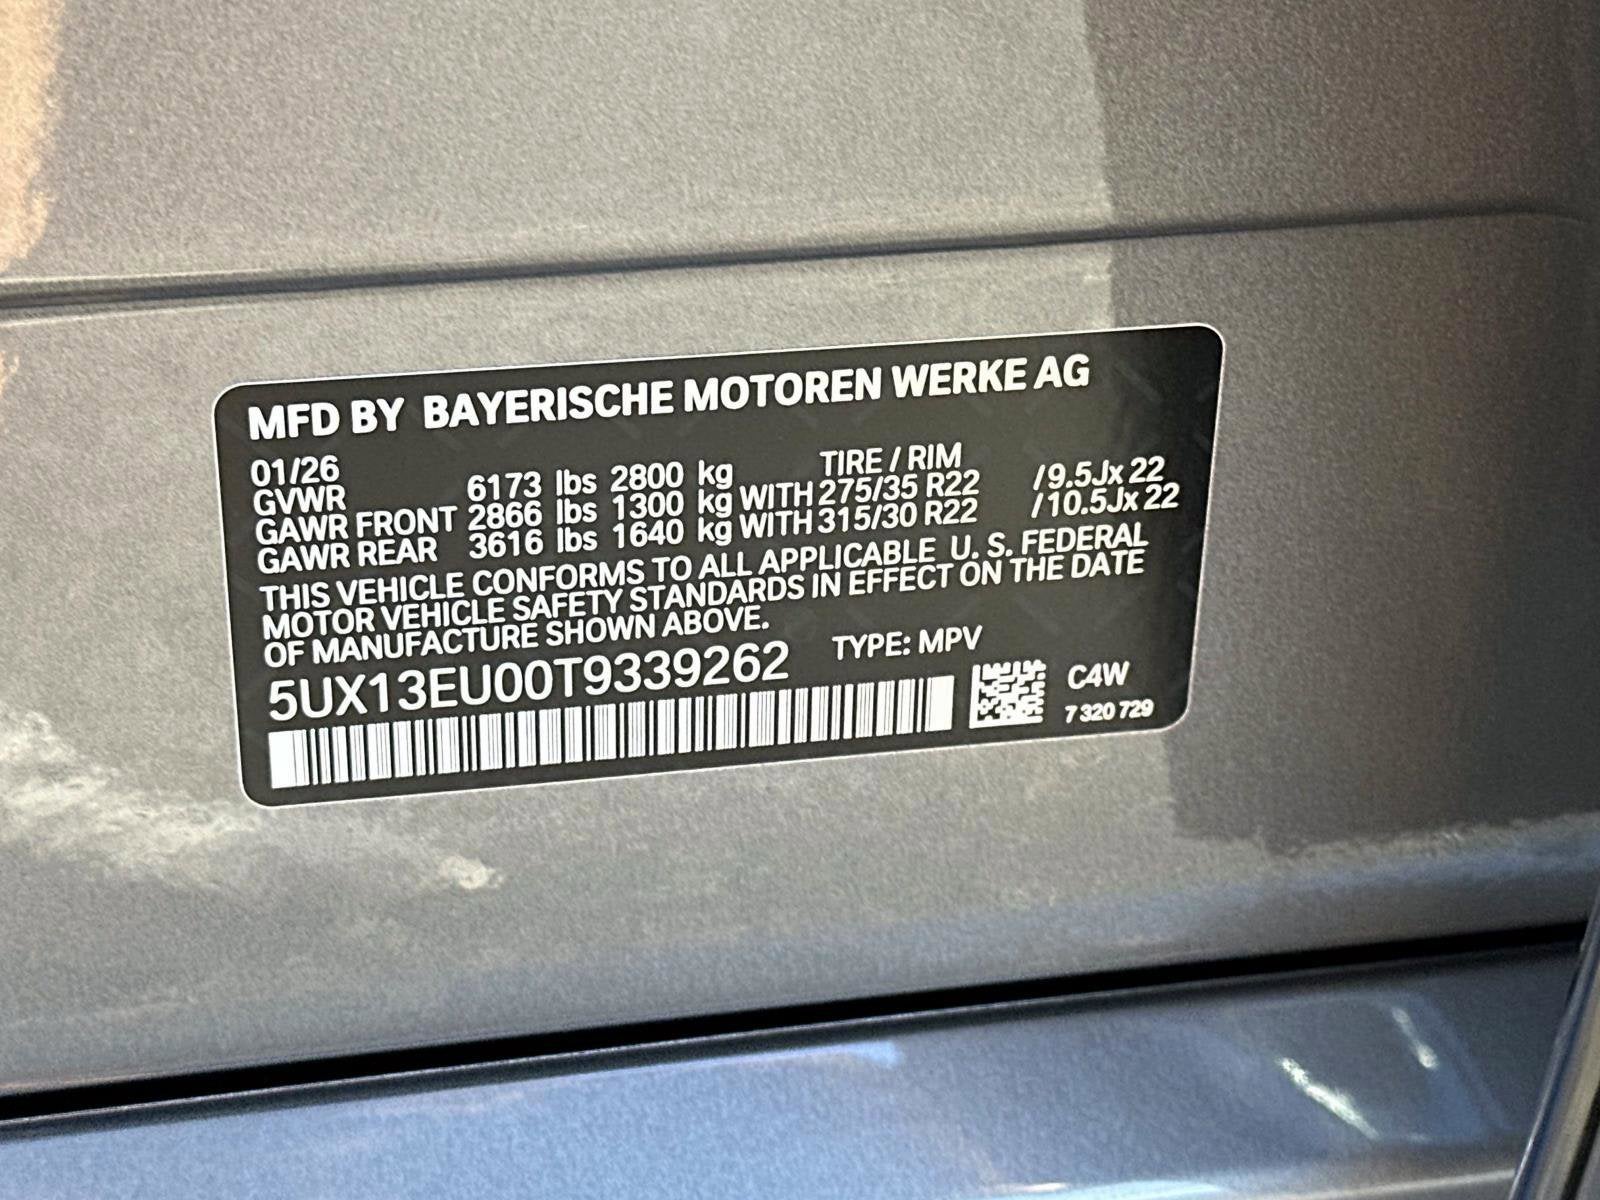 MFD BY BAYERISCHE MOTOREN WERKE AG
01/26 TIRE / RIM
GVWR 6173 lbs 2800 kg
GAWR FRONT 2866 lbs 1300 kg WITH 275/35 R22 /9.5Jx 22
GAWR REAR 3616 lbs 1640 kg WITH 315/30 R22 /10.5Jx 22
THIS VEHICLE CONFORMS TO ALL APPLICABLE U. S. FEDERAL
MOTOR VEHICLE SAFETY STANDARDS IN EFFECT ON THE DATE
OF MANUFACTURE SHOWN ABOVE.
5UX13EU00T9339262 TYPE: MPV
C4W
7 320 729